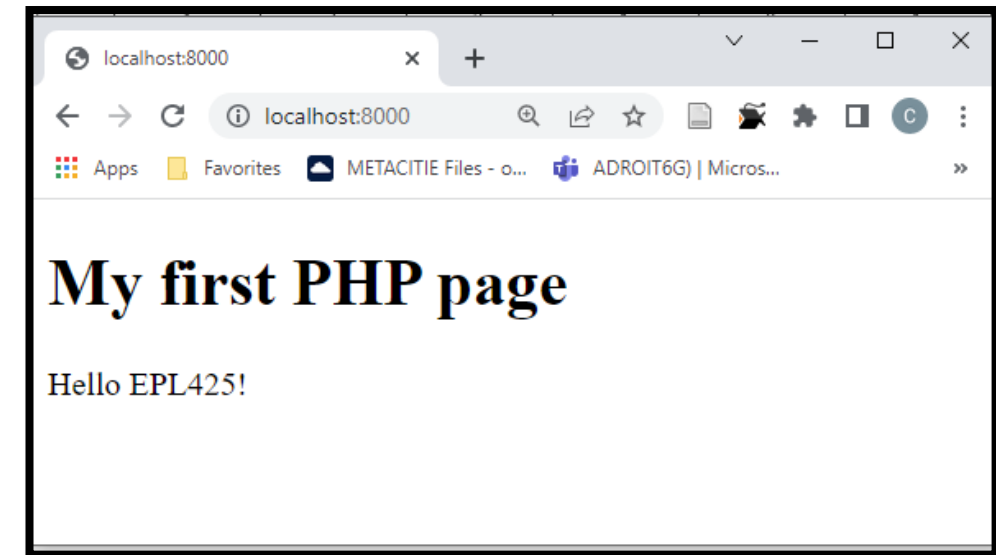 localhost:8000
localhost:8000 C
Apps Favorites METACITIE Files - o... ADROIT6G) | Micros... »
My first PHP page
Hello EPL425!